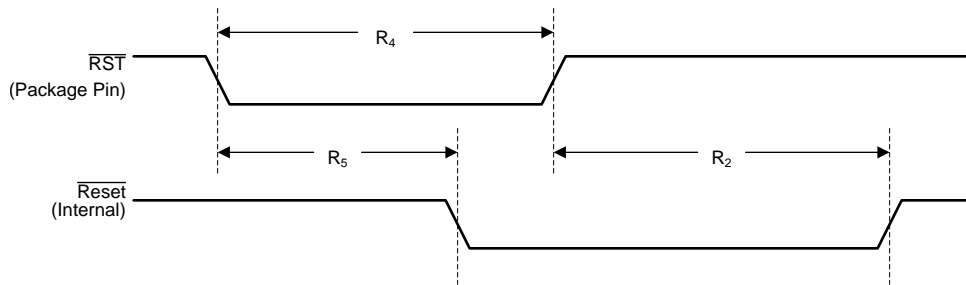 R4
RST
(Package Pin)
R5
R2
Reset
(Internal)